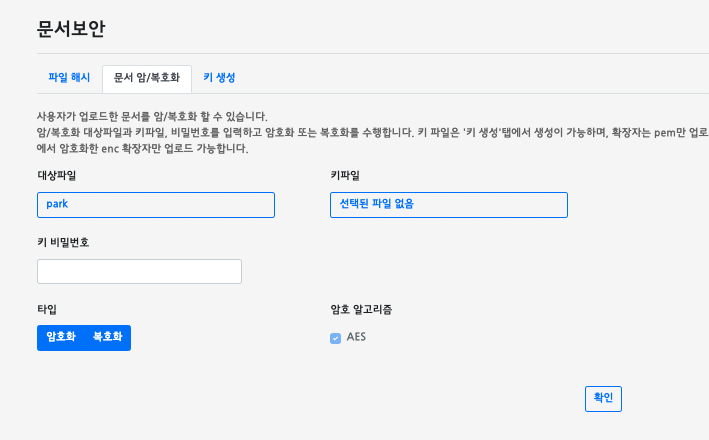 문서보안
파일 해시 문서 암/복호화 키 생성
사용자가 업로드한 문서를 암/복호화 할 수 있습니다.
암/복호화 대상파일과 키파일, 비밀번호를 입력하고 암호화 또는 복호화를 수행합니다. 키 파일은 '키 생성'탭에서 생성이 가능하며, 확장자는 pem만 업로
에서 암호화한 enc 확장자만 업로드 가능합니다.
대상파일 키파일
park 선택된 파일 없음
키 비밀번호
타입 암호 알고리즘
암호화 복호화 AES
확인